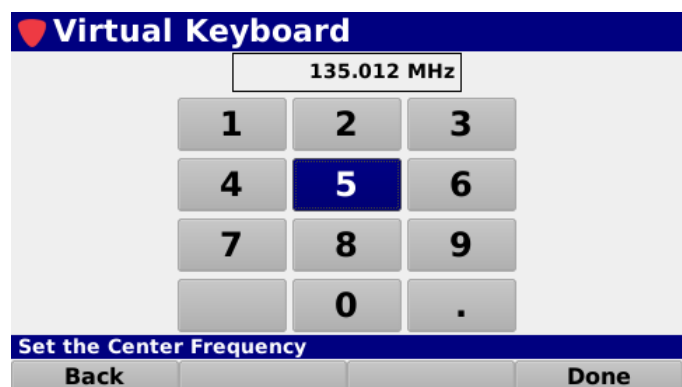 Virtual Keyboard
135.012 MHz
1 2 3
4 5 6
7 8 9
0 .
Set the Center Frequency
Back Done